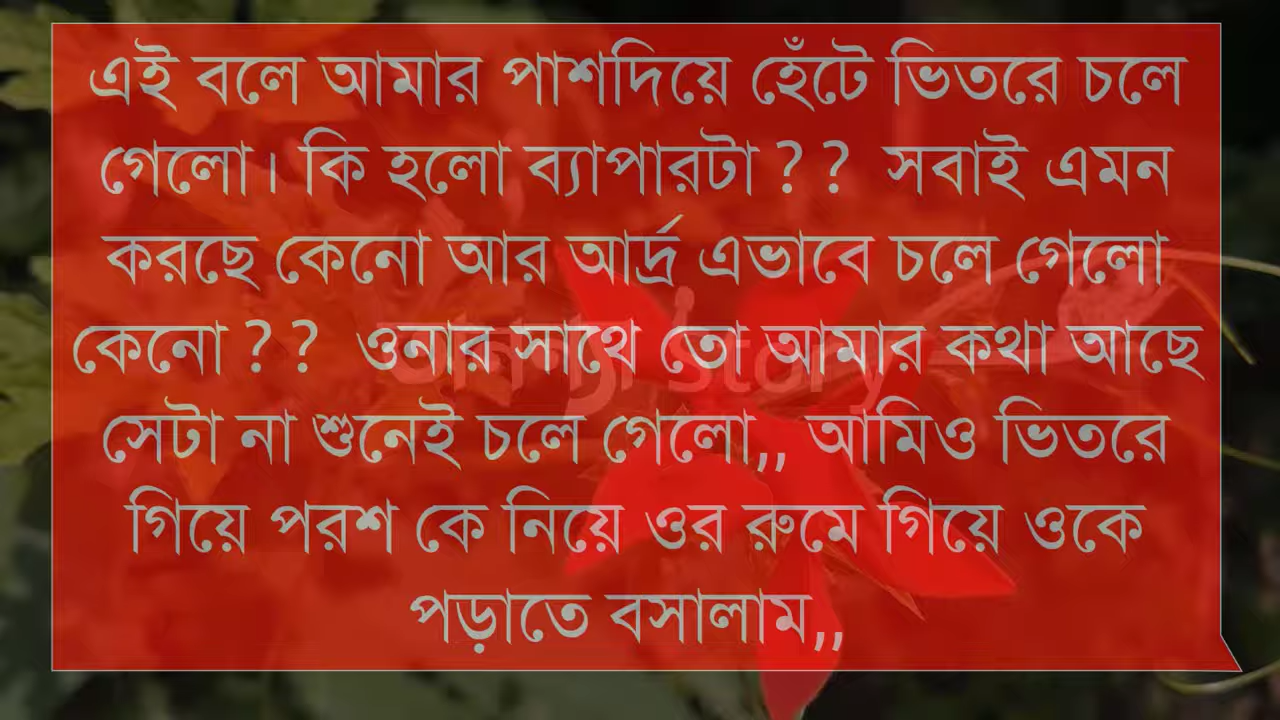 এই বলে আমার পাশদিয়ে হেঁটে ভিতরে চলে
গেলো। কি হলো ব্যাপারটা ? ? সবাই এমন
করছে কেনো আর আর্দ্র এভাবে চলে গেলো
কেনো ? ? ওনার সাথে তো আমার কথা আছে
সেটা না শুনেই চলে গেলো,, আমিও ভিতরে
গিয়ে পরশ কে নিয়ে ওর রুমে গিয়ে ওকে
পড়াতে বসালাম,,
Story